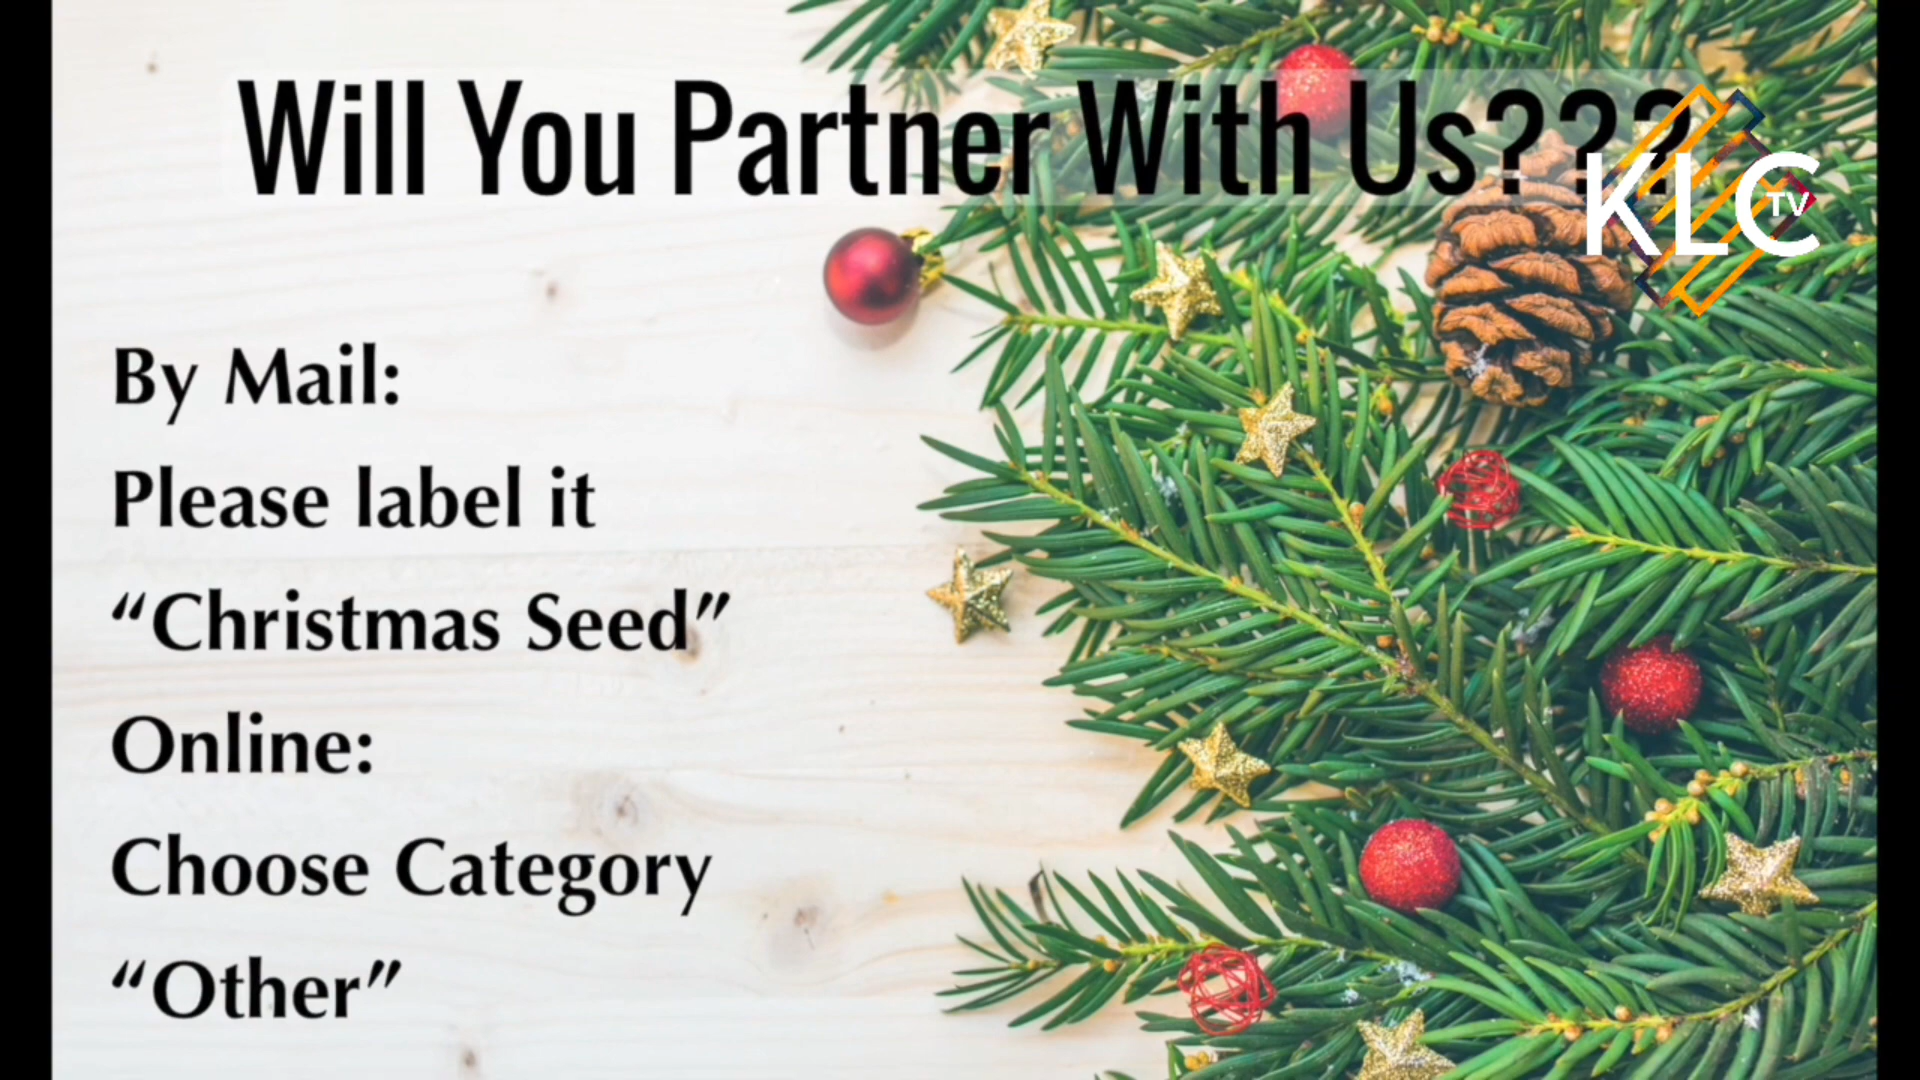 Will You Partner With Us???
KLC
TV
By Mail:
Please label it
“Christmas Seed”
Online:
Choose Category
“Other”